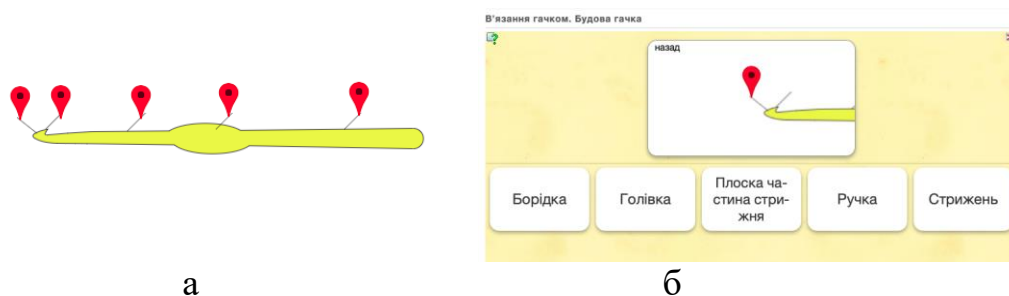 В'язання гачком. Будова гачка
назад
Борідка
Голівка
Плоска ча-
стина стри-
жня
Ручка
Стрижень
а
б